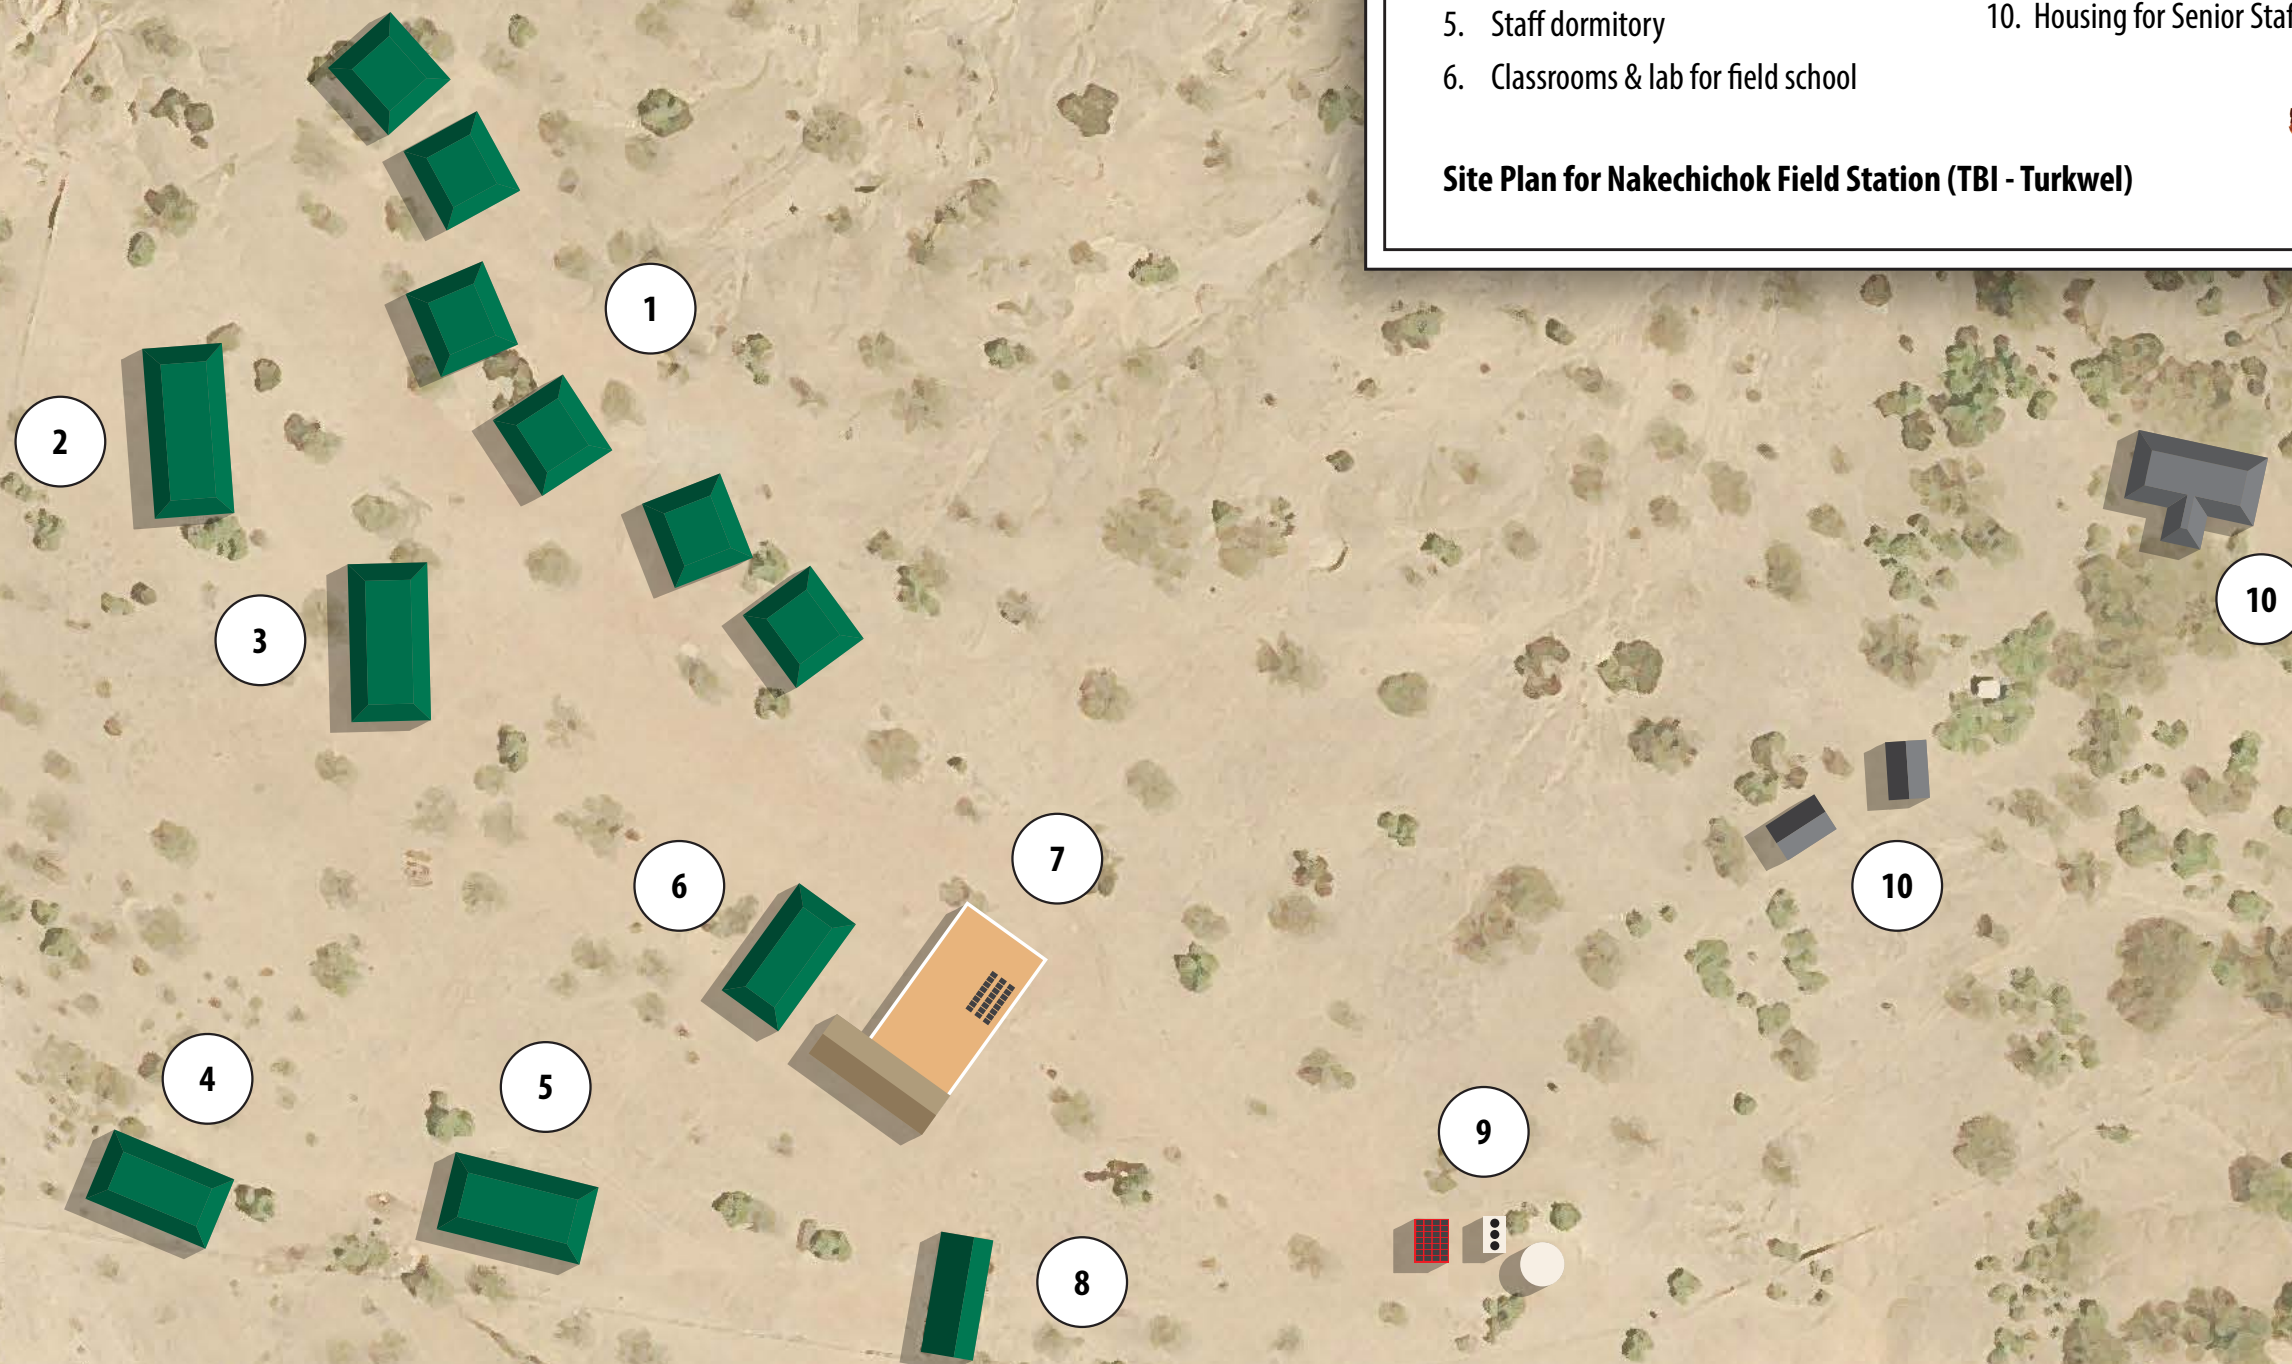 5. Staff dormitory
10. Housing for Senior
6. Classrooms & lab for field school
Site Plan for Nakechichok Field Station (TBI - Turkwel)
1
2
10
3
7
6
10
4
5
9
8